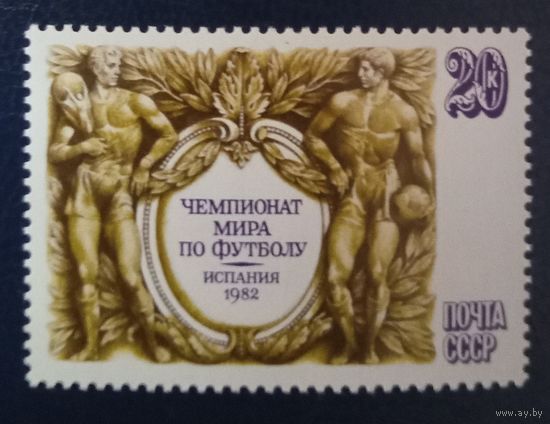 20 К
ЧЕМПИОНАТ
МИРА
ПО ФУТБОЛУ
ИСПАНИЯ
1982
ПОЧТА
СССР
www.ay.by